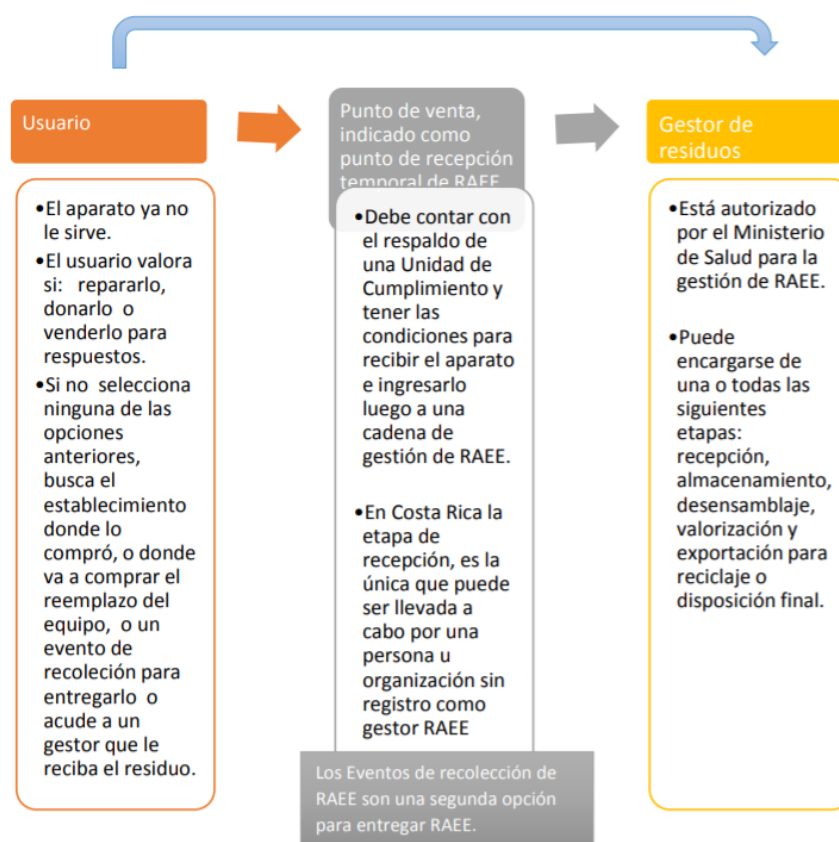 Usuario
•El aparato ya no
le sirve.
•El usuario valora
si: repararlo,
donarlo o
venderlo para
respuestos.
•Si no selecciona
ninguna de las
opciones
anteriores,
busca el
establecimiento
donde lo
compró, o donde
va a comprar el
reemplazo del
equipo, o un
evento de
recoleción para
entregarlo o
acude a un
gestor que le
reciba el residuo.
Punto de venta,
indicado como
punto de recepción
temporal de RAEE
•Debe contar con
el respaldo de
una Unidad de
Cumplimiento y
tener las
condiciones para
recibir el aparato
e ingresarlo
luego a una
cadena de
gestión de RAEE.
•En Costa Rica la
etapa de
recepción, es la
única que puede
ser llevada a
cabo por una
persona u
organización sin
registro como
gestor RAEE
Los Eventos de recolección de
RAEE son una segunda opción
para entregar RAEE.
Gestor de
residuos
•Está autorizado
por el Ministerio
de Salud para la
gestión de RAEE.
•Puede
encargarse de
una o todas las
siguientes
etapas:
recepción,
almacenamiento,
desensamblaje,
valorización y
exportación para
reciclaje o
disposición final.